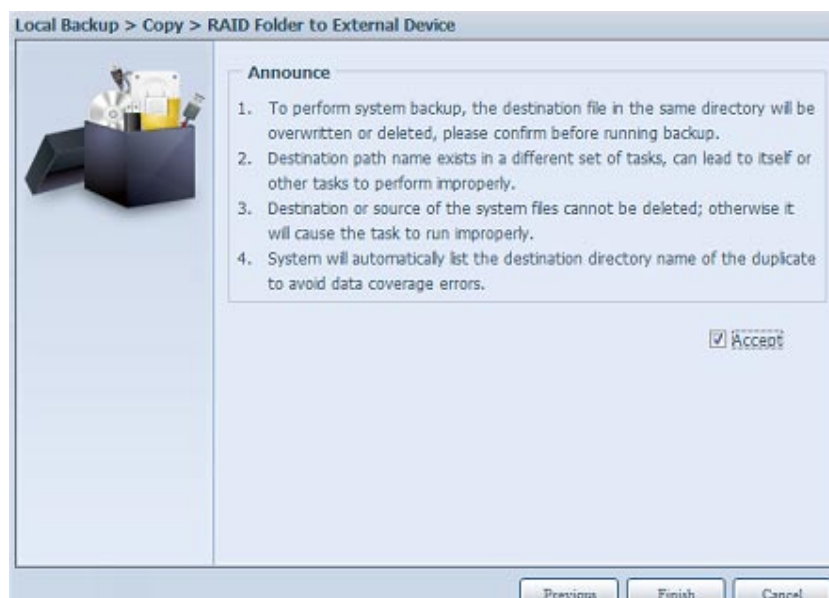 Local Backup > Copy > RAID Folder to External Device
Announce
1. To perform system backup, the destination file in the same directory will be
overwritten or deleted, please confirm before running backup.
2. Destination path name exists in a different set of tasks, can lead to itself or
other tasks to perform improperly.
3. Destination or source of the system files cannot be deleted; otherwise it
will cause the task to run improperly.
4. System will automatically list the destination directory name of the duplicate
to avoid data coverage errors.
Accept
Previous Finish Cancel